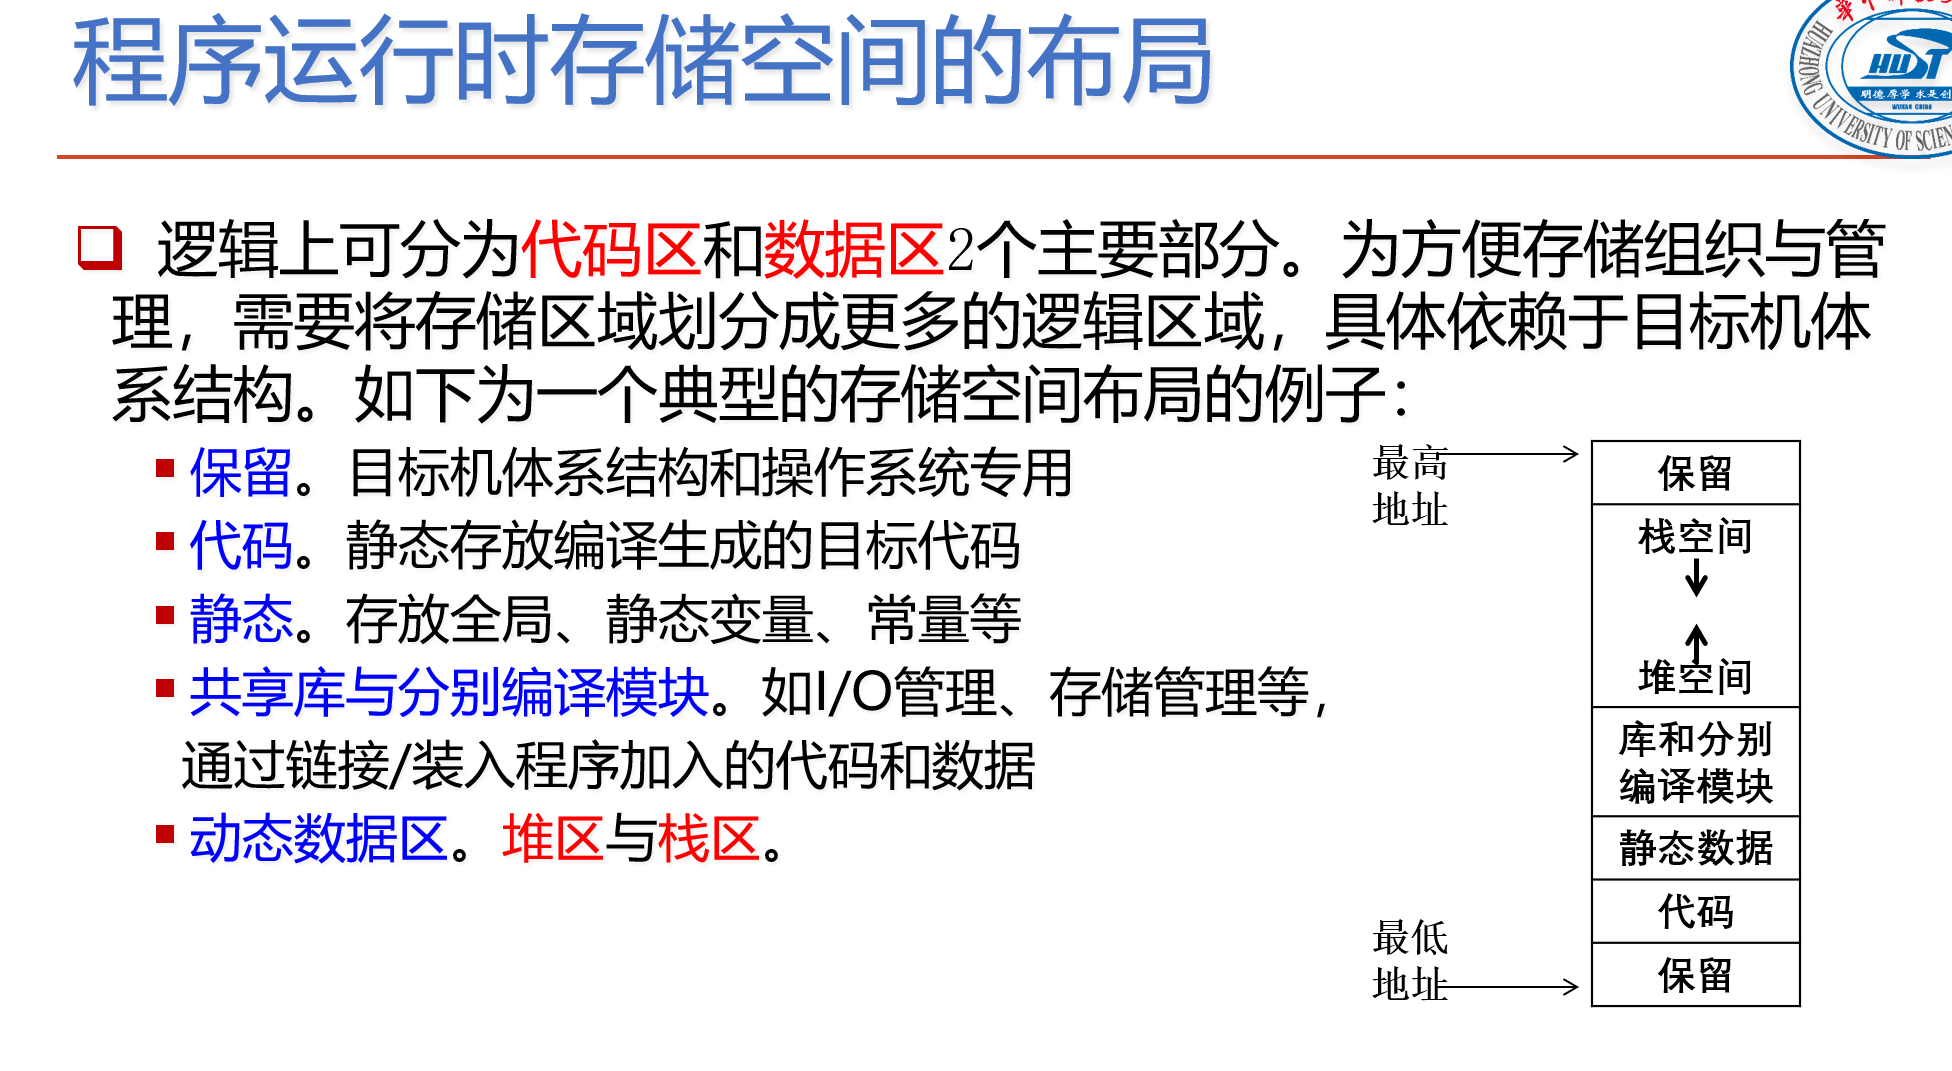 程序运行时存储空间的布局
HUAZHONG UNIVERSITY OF SCIEN
HUST
明德厚学 求是创
WUHAN CHINA
逻辑上可分为代码区和数据区2个主要部分。为方便存储组织与管
理，需要将存储区域划分成更多的逻辑区域，具体依赖于目标机体
系结构。如下为一个典型的存储空间布局的例子：
保留。目标机体系结构和操作系统专用
代码。静态存放编译生成的目标代码
静态。存放全局、静态变量、常量等
共享库与分别编译模块。如I/O管理、存储管理等，
通过链接/装入程序加入的代码和数据
动态数据区。堆区与栈区。
最高
地址
保留
栈空间
堆空间
库和分别
编译模块
静态数据
代码
保留
最低
地址